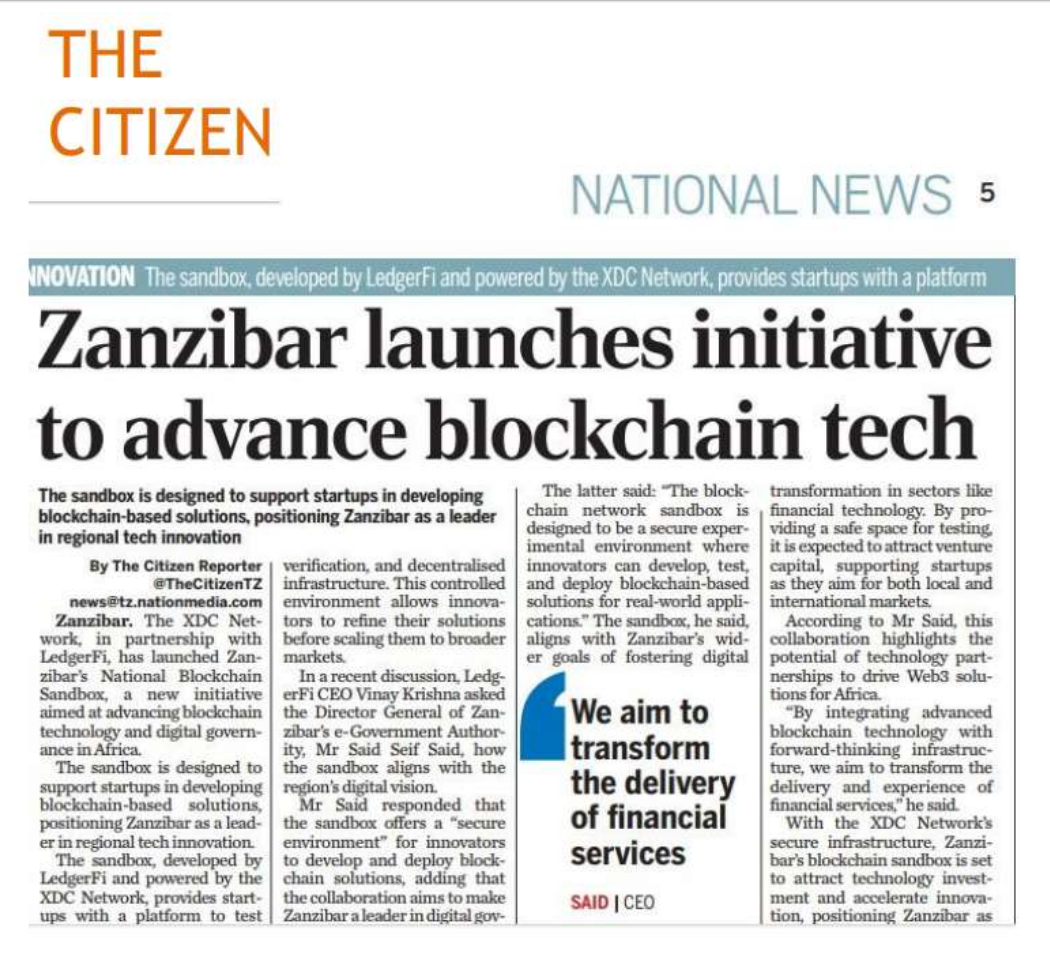 THE
CITIZEN
NATIONAL NEWS 5
NNOVATION The sandbox, developed by LedgerFi and powered by the XDC Network, provides startups with a platform
Zanzibar launches initiative
to advance blockchain tech
The sandbox is designed to support startups in developing
blockchain-based solutions, positioning Zanzibar as a leader
in regional tech innovation
By The Citizen Reporter
@TheCitizenTZ
news@tz.nationmedia.com
Zanzibar. The XDC Net-
work, in partnership with
LedgerFi, has launched Zan-
zibar's National Blockchain
Sandbox, a new initiative
aimed at advancing blockchain
technology and digital govern-
ance in Africa.
The sandbox is designed to
support startups in developing
blockchain-based solutions,
positioning Zanzibar as a lead-
er in regional tech innovation.
The sandbox, developed by
LedgerFi and powered by the
XDC Network, provides start-
ups with a platform to test
verification, and decentralised
infrastructure. This controlled
environment allows innova-
tors to refine their solutions
before scaling them to broader
markets.
In a recent discussion, Ledg-
erFi CEO Vinay Krishna asked
the Director General of Zan-
zibar's e-Government Author-
ity, Mr Said Seif Said, how
the sandbox aligns with the
region's digital vision.
Mr Said responded that
the sandbox offers a "secure
environment" for innovators
to develop and deploy block-
chain solutions, adding that
the collaboration aims to make
Zanzibar a leader in digital gov-
The latter said: "The block-
chain network sandbox is
designed to be a secure exper-
imental environment where
innovators can develop, test,
and deploy blockchain-based
solutions for real-world appli-
cations." The sandbox, he said,
aligns with Zanzibar's wid-
er goals of fostering digital
We aim to
transform
the delivery
of financial
services
SAID | CEO
transformation in sectors like
financial technology. By pro-
viding a safe space for testing,
it is expected to attract venture
capital, supporting startups
as they aim for both local and
international markets.
According to Mr Said, this
collaboration highlights the
potential of technology part-
nerships to drive Web3 solu-
tions for Africa.
"By integrating advanced
blockchain technology with
forward-thinking infrastruc-
ture, we aim to transform the
delivery and experience of
financial services," he said.
With the XDC Network's
secure infrastructure, Zanzi-
bar's blockchain sandbox is set
to attract technology invest-
ment and accelerate innova-
tion, positioning Zanzibar as